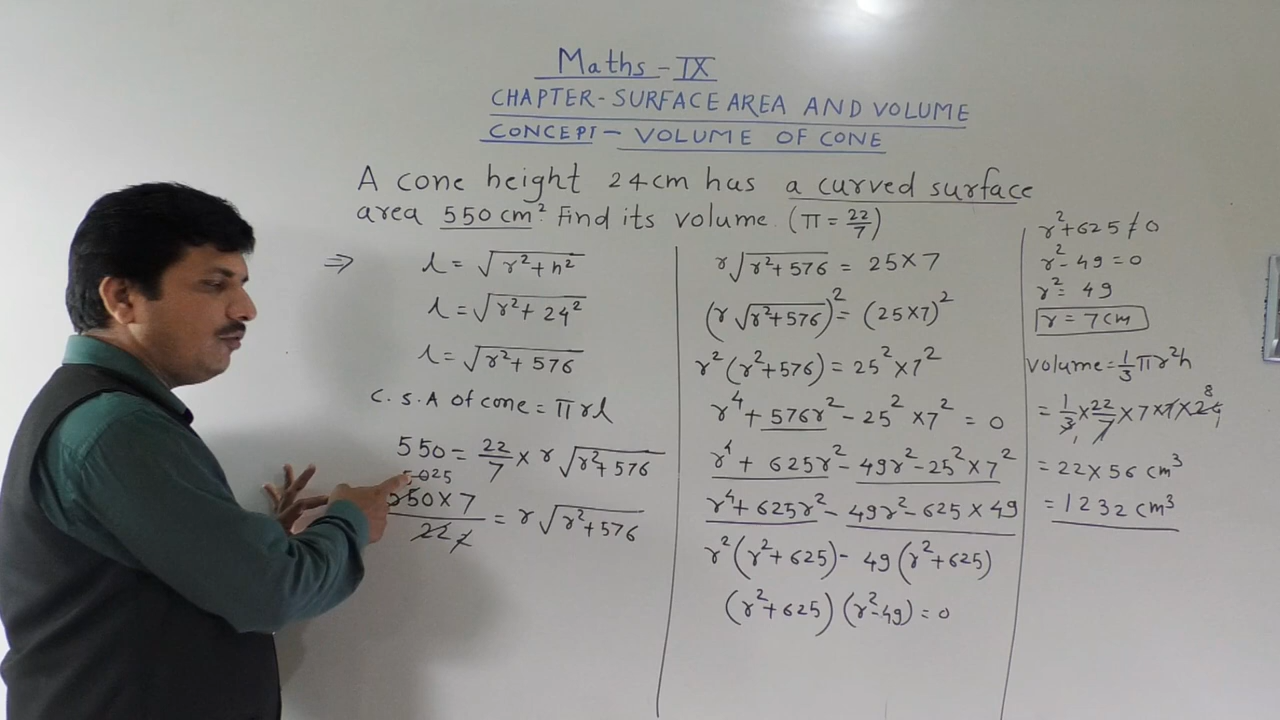 Maths - IX
CHAPTER - SURFACE AREA AND VOLUME
CONCEPT - VOLUME OF CONE
A cone height 24cm has a curved surface
area 550 cm². Find its volume (π = 22/7)
⇒ l = √(r²+h²)
l = √(r²+24²)
l = √(r²+576)
C.S.A of cone = πrl
550 = 22/7 × r√(r²+576)
5025
550×7/22 = r√(r²+576)
r√(r²+576) = 25×7
(r√(r²+576))² = (25×7)²
r²(r²+576) = 25²×7²
r⁴ + 576r² - 25² ×7² = 0
r⁴ + 625r² - 49r² - 25²×7²
r⁴ + 625r² - 49r² - 625×49
r²(r²+625) - 49(r²+625)
(r²+625)(r²-49) = 0
r²+625 ≠ 0
r²-49 = 0
r² = 49
r = 7cm
volume = 1/3 πr²h
= 1/3 × 22/7 × 7×7×24 8
= 22×56 cm³
= 1232 cm³